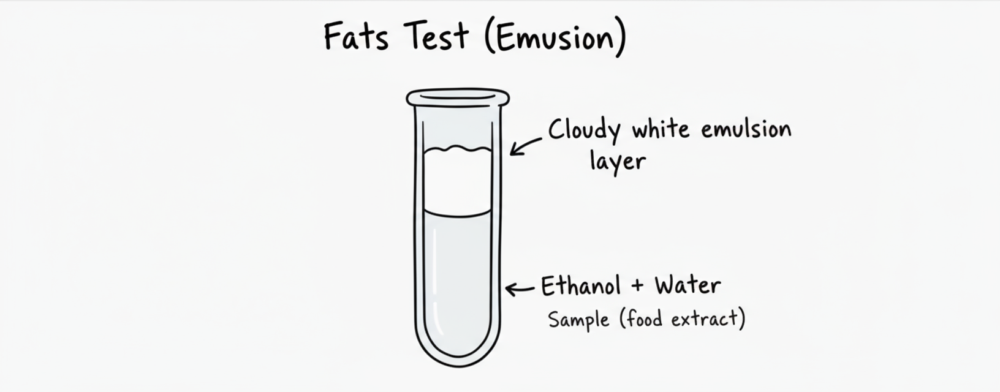 Fats Test (Emusion)
Cloudy white emulsion
layer
Ethanol + Water
Sample (food extract)